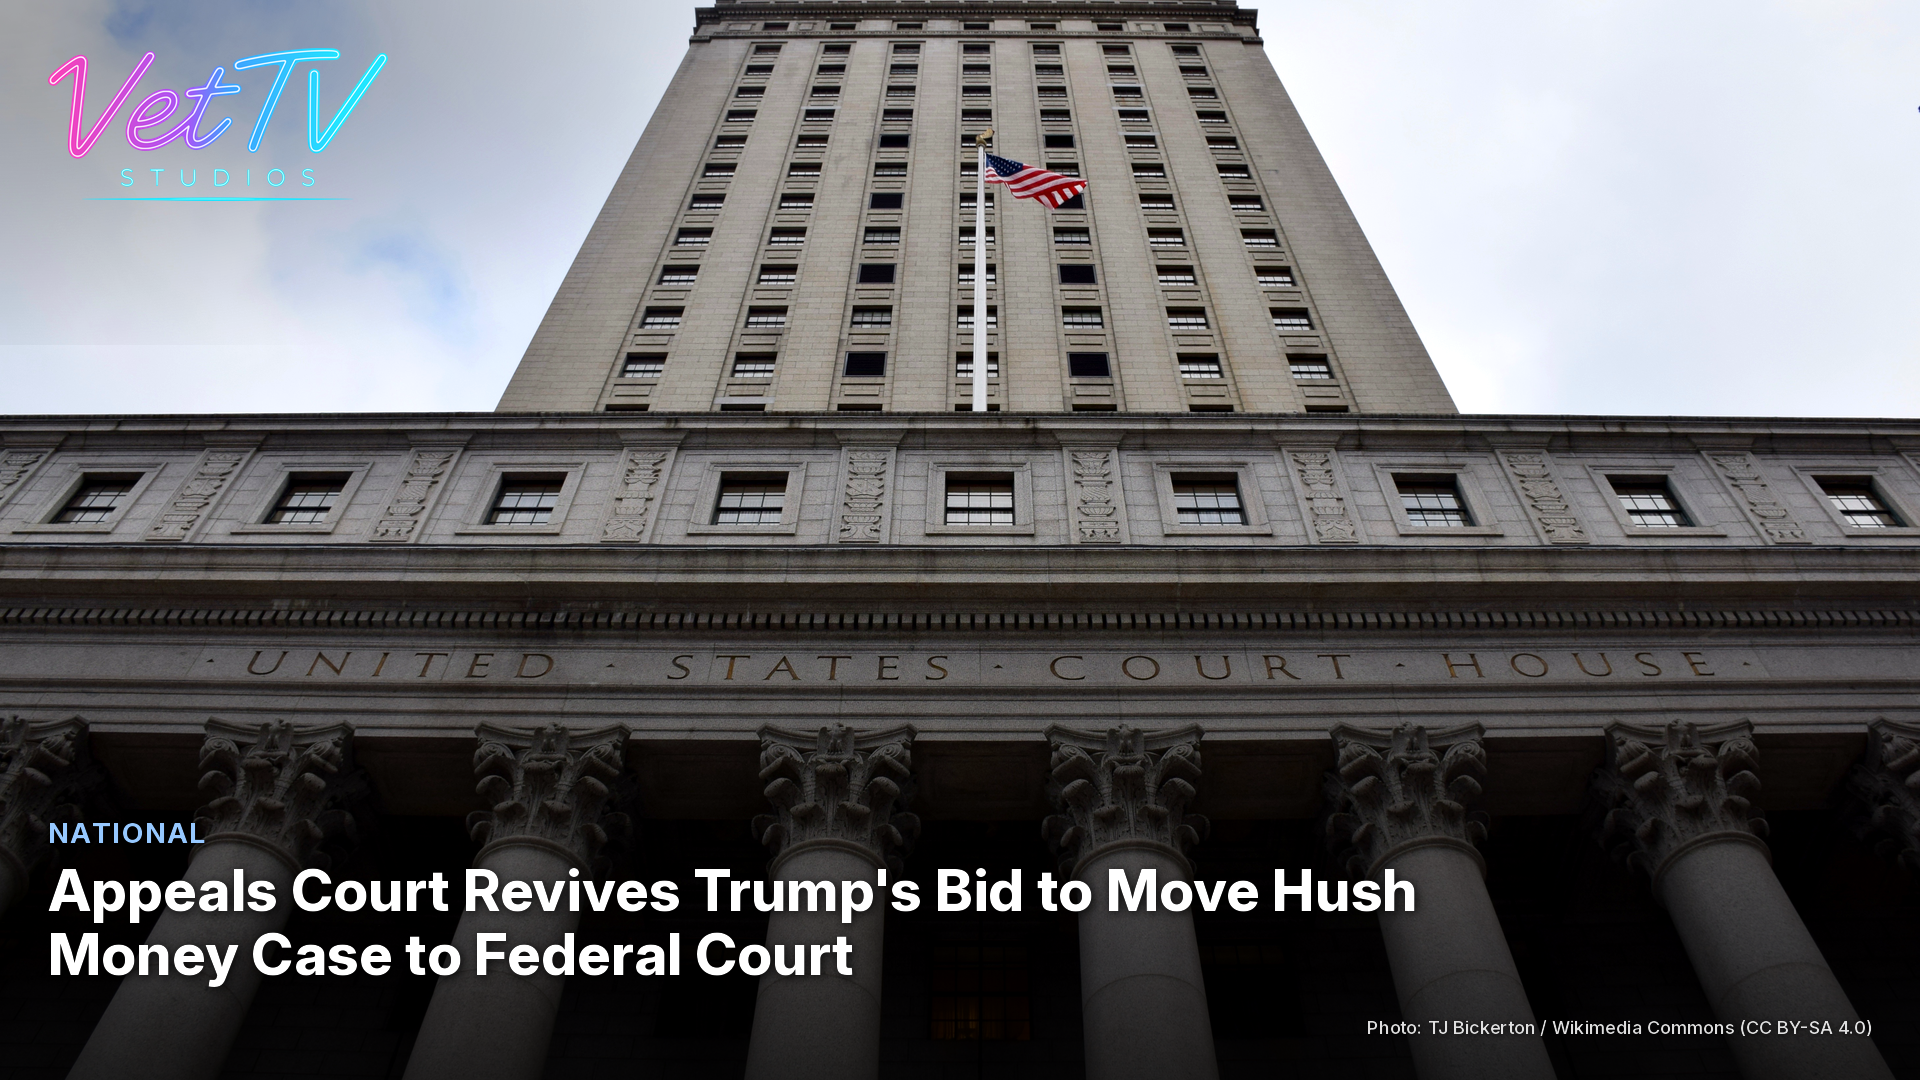 VetTV
STUDIOS
UNITED · STATES · COURT · HOUSE
NATIONAL
Appeals Court Revives Trump's Bid to Move Hush
Money Case to Federal Court
Photo: TJ Bickerton / Wikimedia Commons (CC BY-SA 4.0)